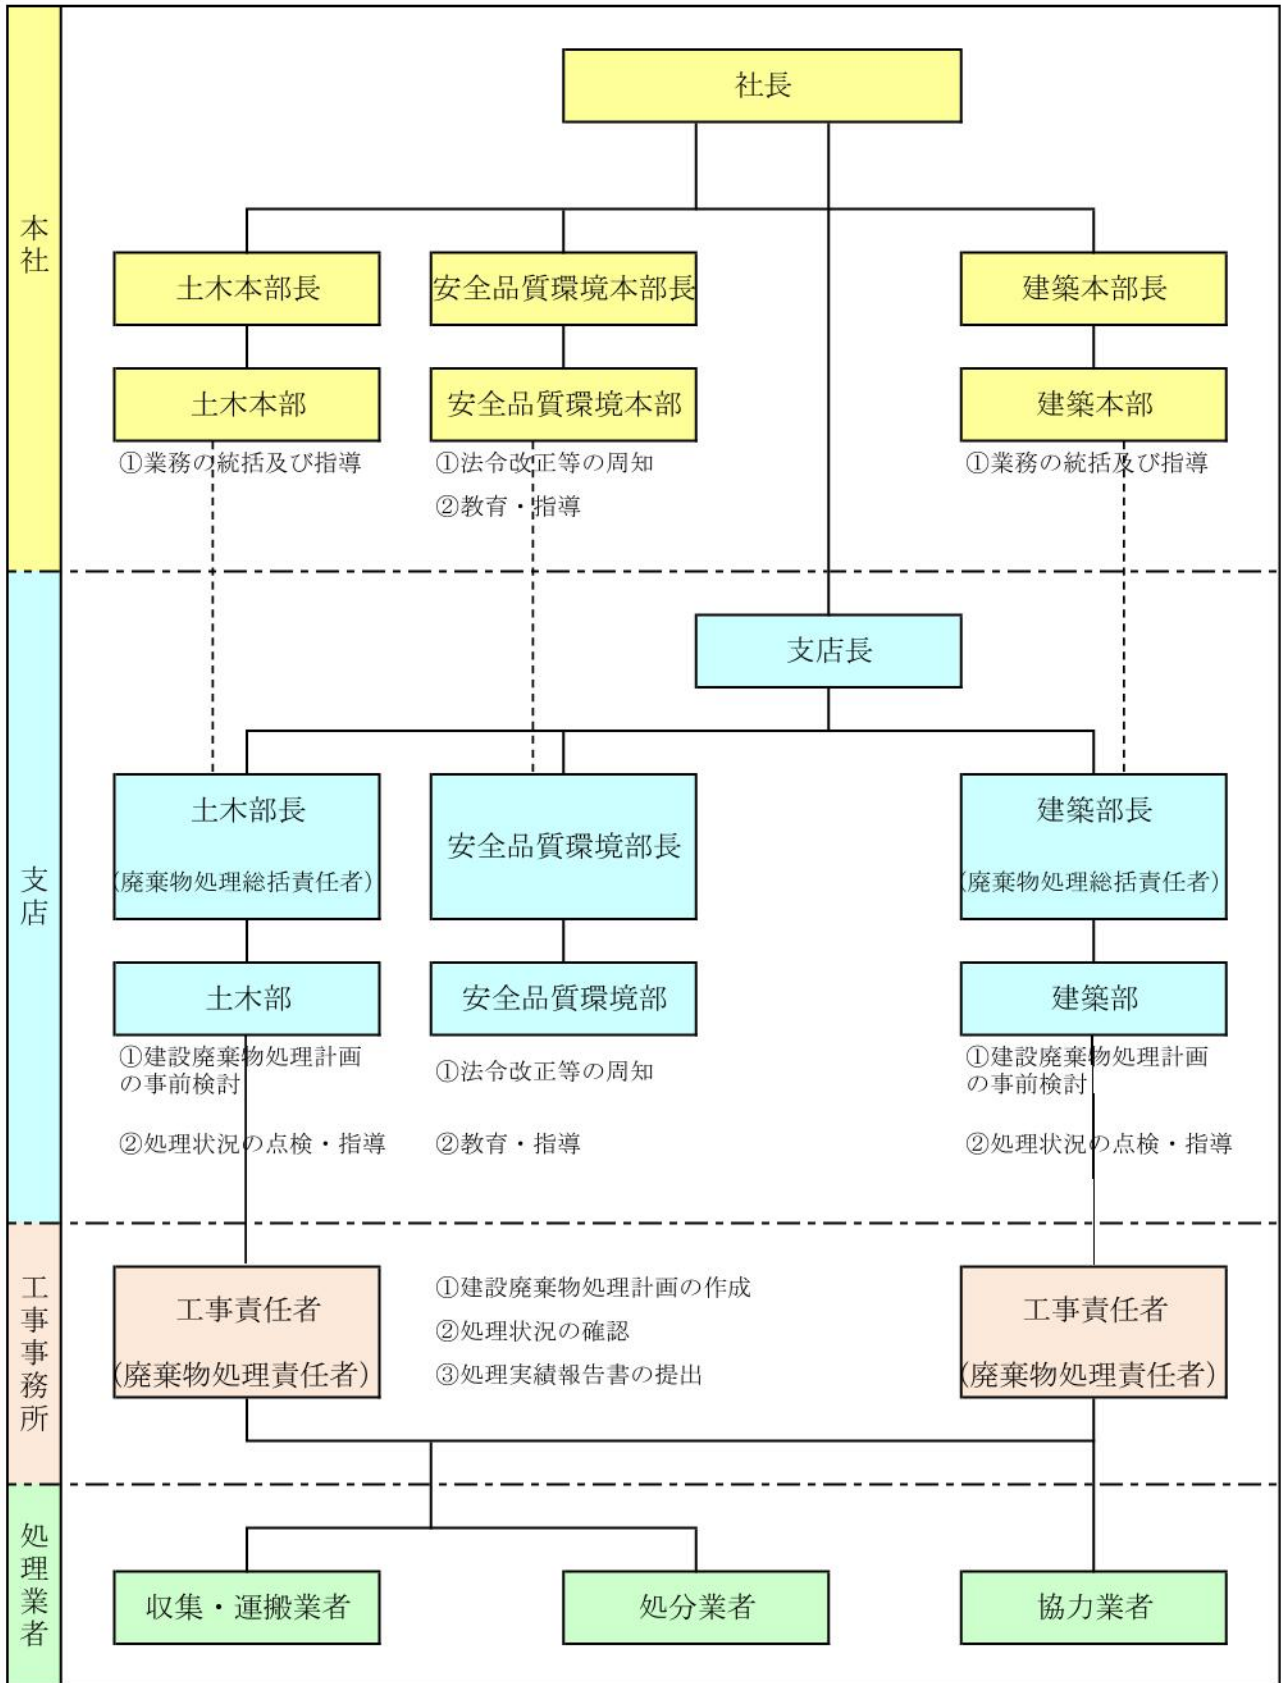 本社
社長
土木本部長
安全品質環境本部長
建築本部長
土木本部
安全品質環境本部
建築本部
①業務の統括及び指導
①法令改正等の周知
②教育・指導
①業務の統括及び指導
支店
支店長
土木部長
(廃棄物処理総括責任者)
安全品質環境部長
建築部長
(廃棄物処理総括責任者)
土木部
安全品質環境部
建築部
①建設廃棄物処理計画
の事前検討
②処理状況の点検・指導
①法令改正等の周知
②教育・指導
①建設廃棄物処理計画
の事前検討
②処理状況の点検・指導
工事事務所
工事責任者
(廃棄物処理責任者)
①建設廃棄物処理計画の作成
②処理状況の確認
③処理実績報告書の提出
工事責任者
(廃棄物処理責任者)
処理業者
収集・運搬業者
処分業者
協力業者